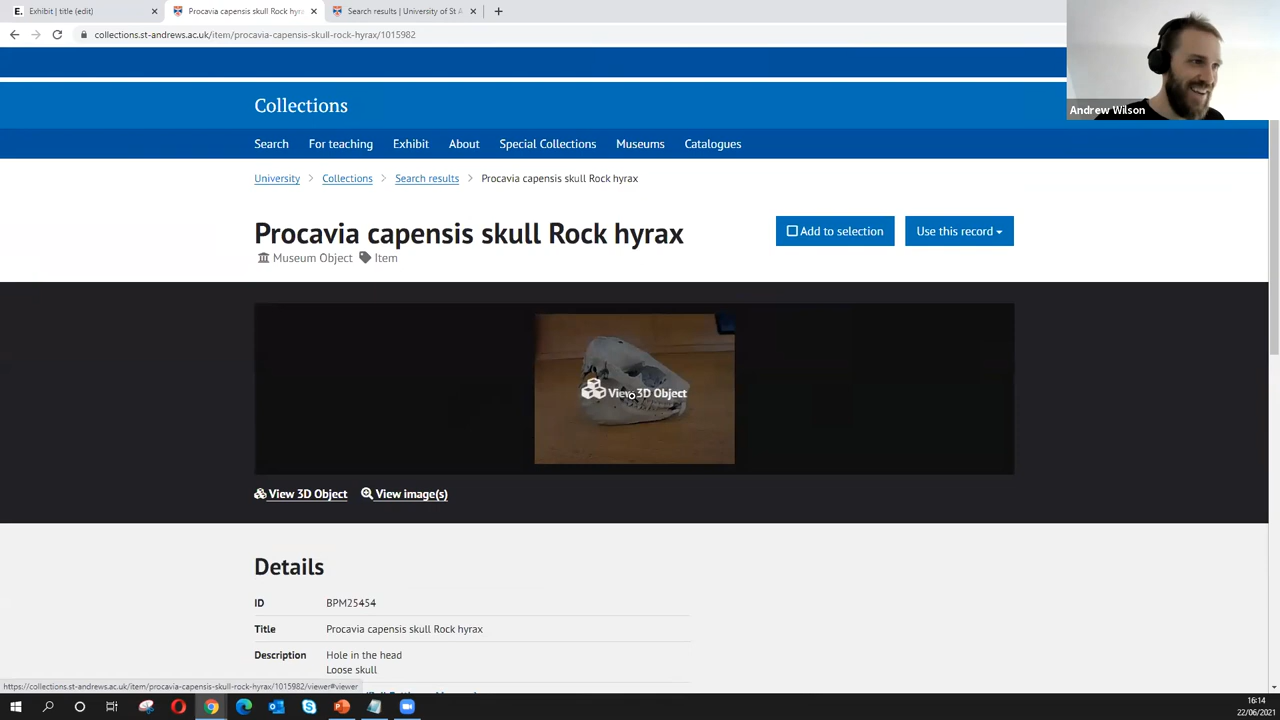 E. Exhibit | title (edit)
Procavia capensis skull Rock hyra
Search results | University of St A
collections.st-andrews.ac.uk/item/procavia-capensis-skull-rock-hyrax/1015982
Andrew Wilson
Collections
Search For teaching Exhibit About Special Collections Museums Catalogues
University > Collections > Search results > Procavia capensis skull Rock hyrax
Procavia capensis skull Rock hyrax
Add to selection
Use this record
Museum Object Item
View 3D Object
View 3D Object View image(s)
Details
ID BPM25454
Title Procavia capensis skull Rock hyrax
Description Hole in the head
Loose skull
https://collections.st-andrews.ac.uk/item/procavia-capensis-skull-rock-hyrax/1015982/viewer#viewer
16:14
22/06/2021